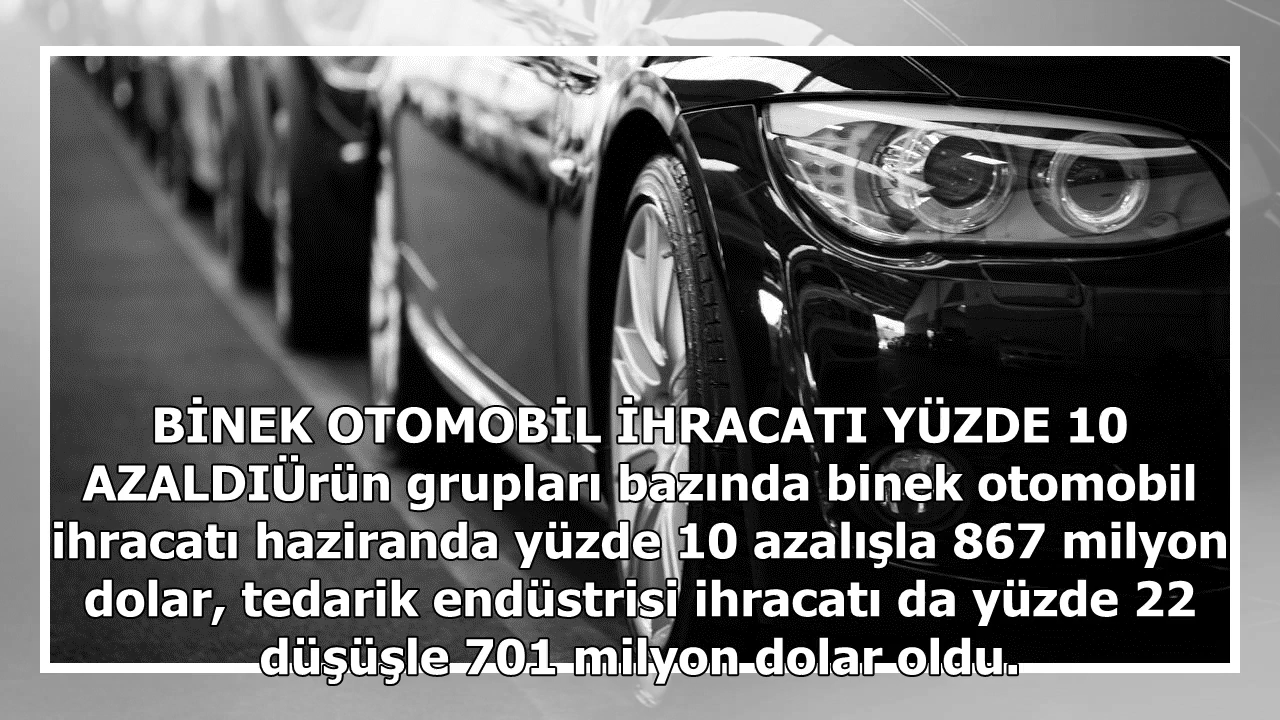 BİNEK OTOMOBİL İHRACATI YÜZDE 10
AZALDIÜrün grupları bazında binek otomobil
ihracatı haziranda yüzde 10 azalışla 867 milyon
dolar, tedarik endüstrisi ihracatı da yüzde 22
düşüşle 701 milyon dolar oldu.